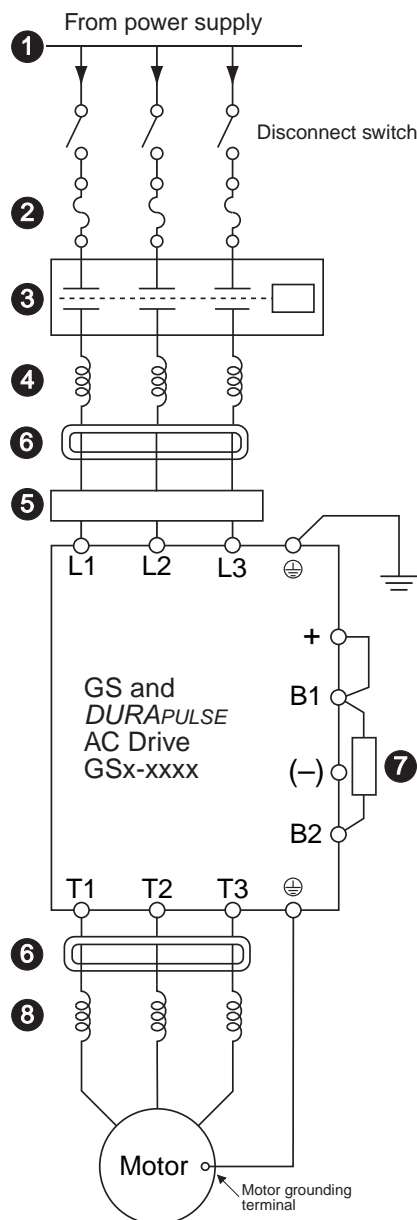 From power supply
1
Disconnect switch
2
3
4
6
5
L1 L2 L3
+
B1
GS and
DURAPULSE
AC Drive
GSx-xxxx
(–)
7
B2
T1 T2 T3
6
8
Motor
Motor grounding
terminal